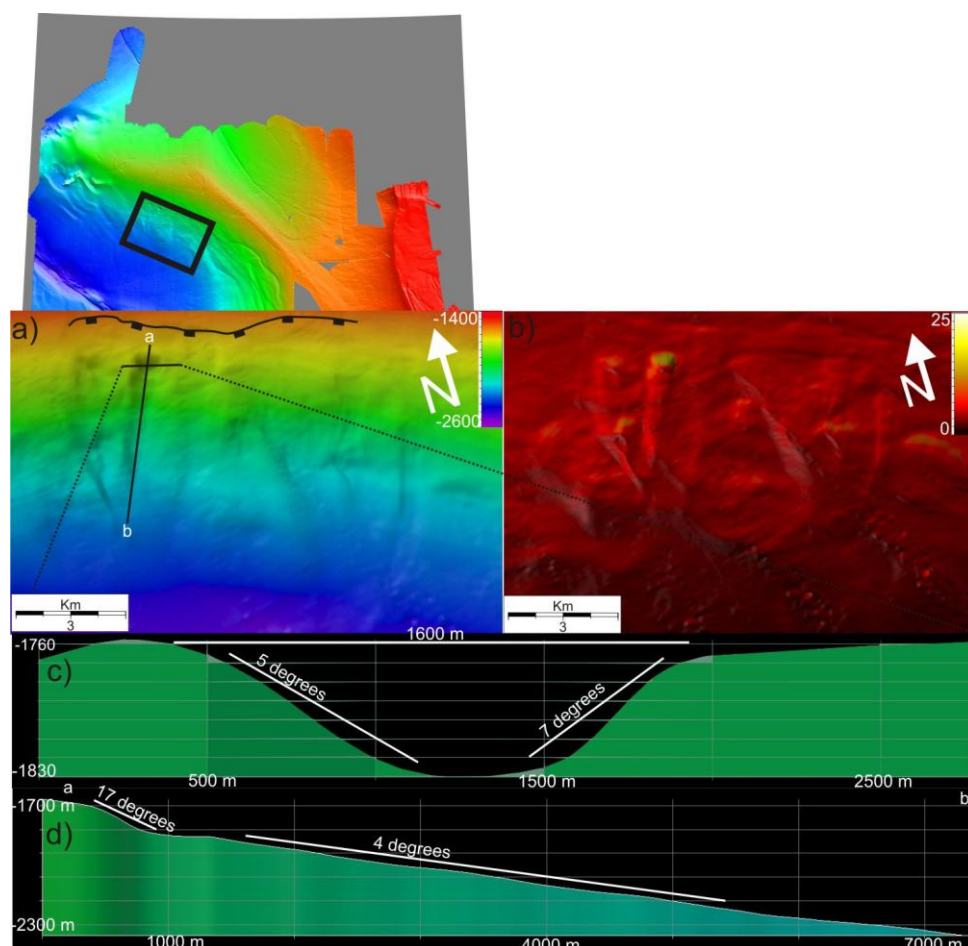 a)
-1400
-2600
N
a
b
Km
3
b)
25
0
N
Km
3
1600 m
-1760
c)
5 degrees
7 degrees
-1830
500 m
1500 m
2500 m
a
b
-1700 m
17 degrees
d)
4 degrees
-2300 m
1000 m
4000 m
7000 m